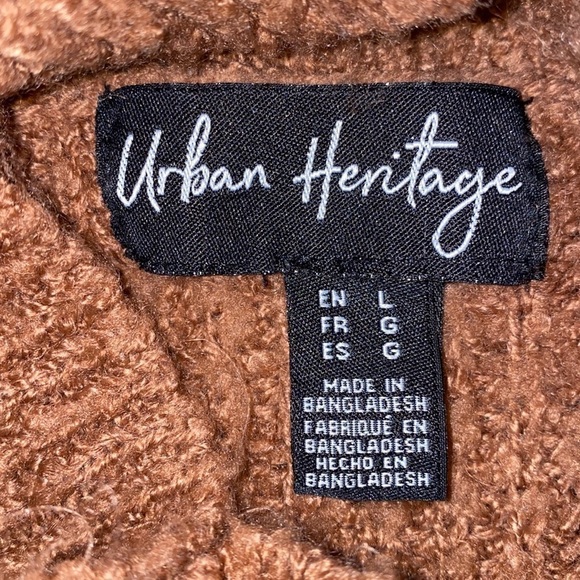 Urban Heritage
EN L
FR G
ES G
MADE IN
BANGLADESH
FABRIQUÉ EN
BANGLADESH
HECHO EN
BANGLADESH